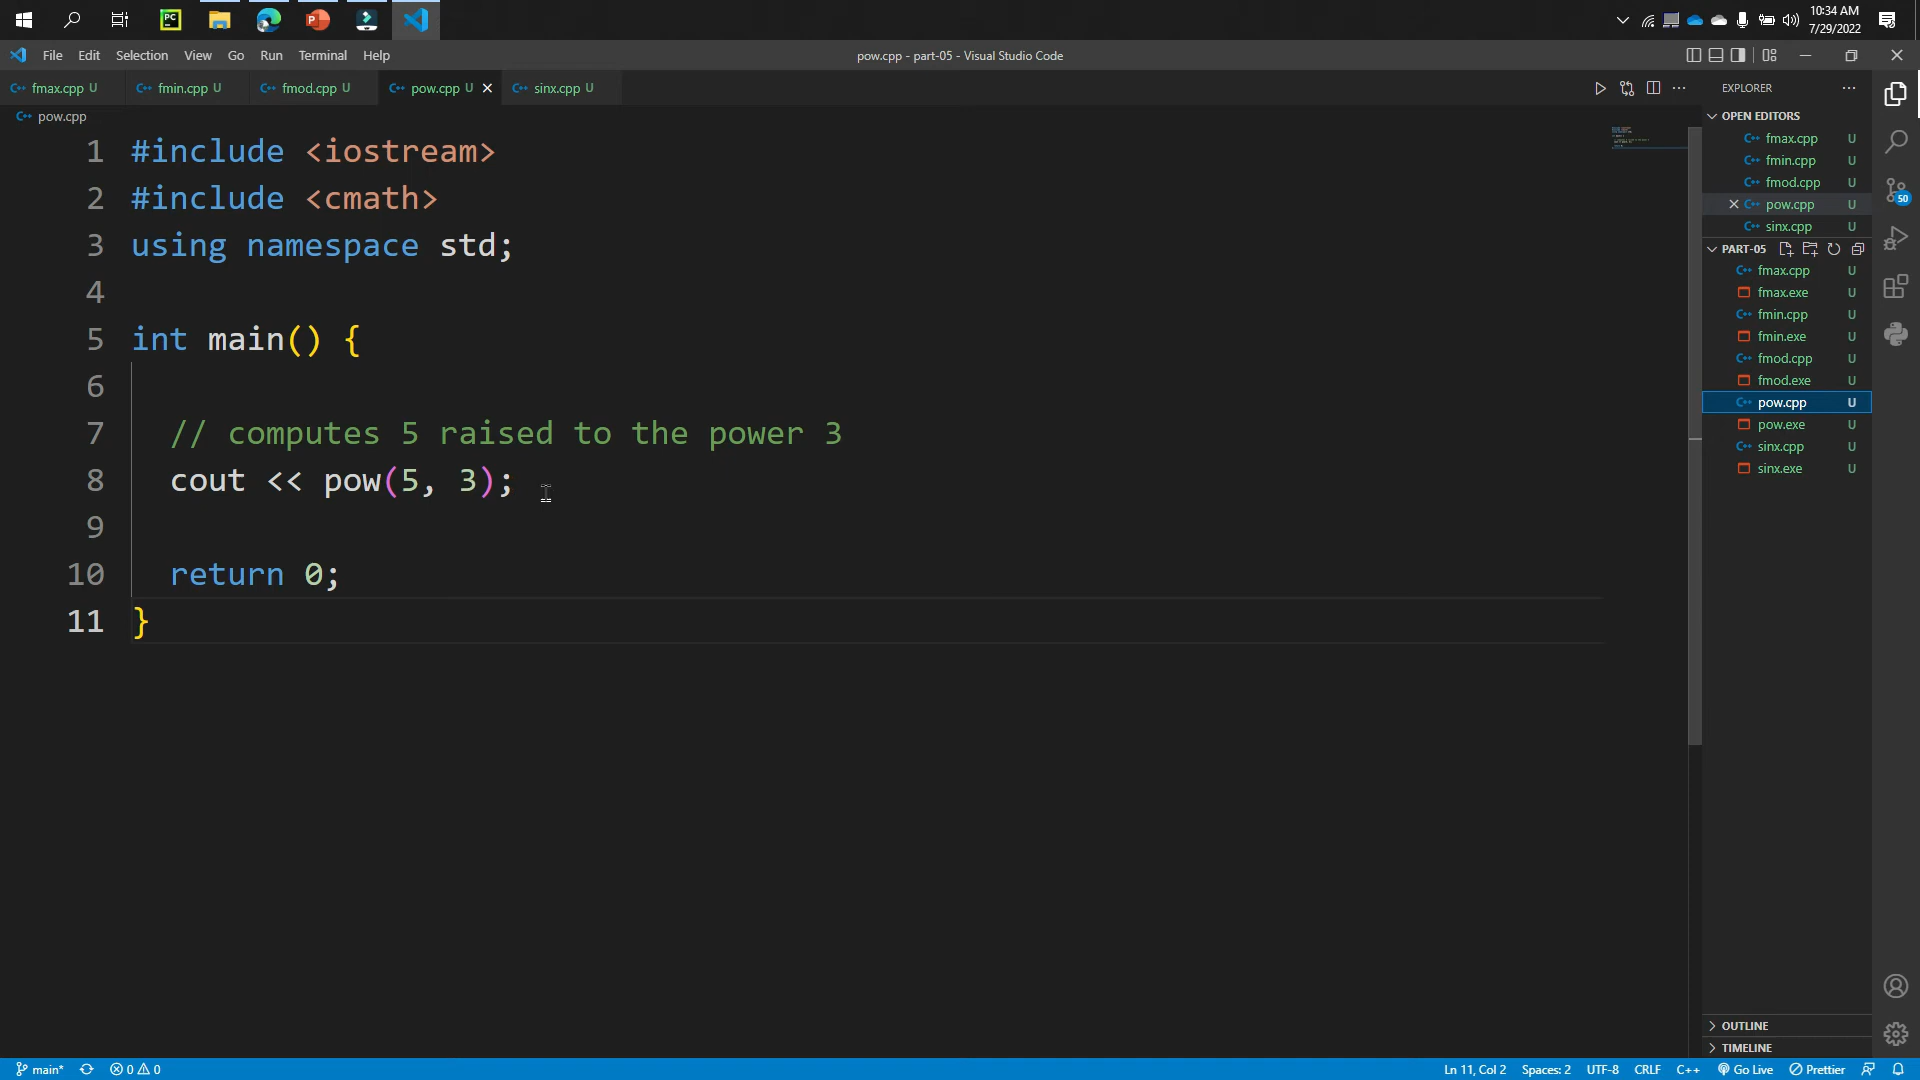 PC
10:34 AM
7/29/2022
File Edit Selection View Go Run Terminal Help
pow.cpp - part-05 - Visual Studio Code
fmax.cpp U
fmin.cpp U
fmod.cpp U
pow.cpp U
sinx.cpp U
pow.cpp
1 #include <iostream>
2 #include <cmath>
3 using namespace std;
4
5 int main() {
6
7 // computes 5 raised to the power 3
8 cout << pow(5, 3);
9
10 return 0;
11 }
EXPLORER
OPEN EDITORS
fmax.cpp U
fmin.cpp U
fmod.cpp U
pow.cpp U
sinx.cpp U
PART-05
fmax.cpp U
fmax.exe U
fmin.cpp U
fmin.exe U
fmod.cpp U
fmod.exe U
pow.cpp U
pow.exe U
sinx.cpp U
sinx.exe U
OUTLINE
TIMELINE
50
main* 0 0
Ln 11, Col 2 Spaces: 2 UTF-8 CRLF C++ Go Live Prettier